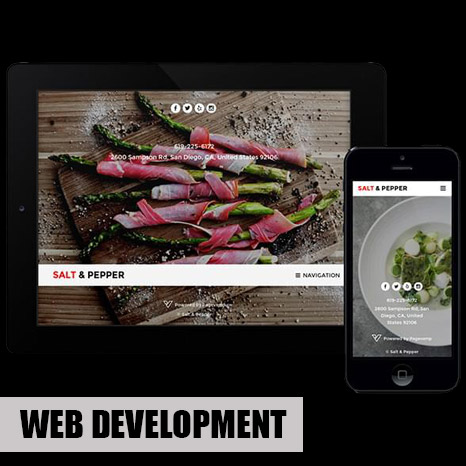 619-225-6172
2600 Sampson Rd, San Diego, CA, United States 92106
SALT & PEPPER
≡ NAVIGATION
Powered by Pagevamp
© Salt & Pepper
SALT & PEPPER
619-225-6172
2600 Sampson Rd, San
Diego, CA, United
States 92106
Powered by Pagevamp
© Salt & Pepper
WEB DEVELOPMENT